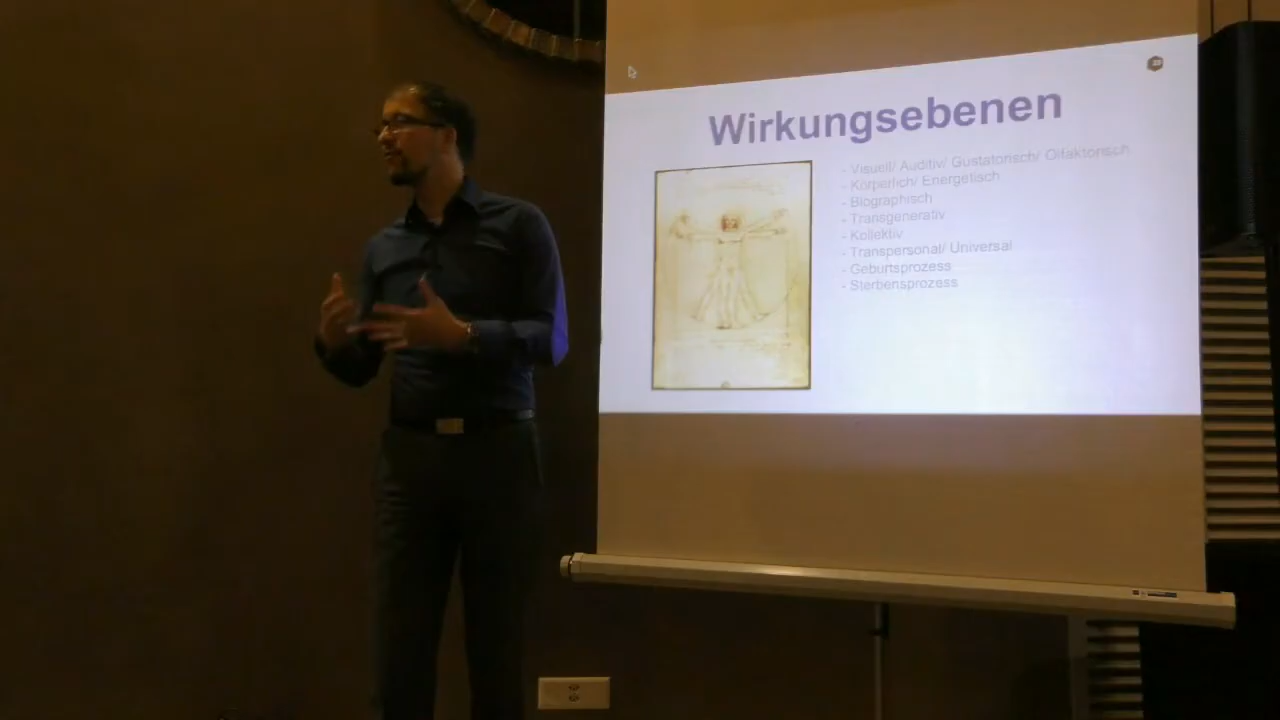 Wirkungsebenen
- Visuell/ Auditiv/ Gustatorisch/ Olfaktorisch
- Körperlich/ Energetisch
- Biographisch
- Transgenerativ
- Kollektiv
- Transpersonal/ Universal
- Geburtsprozess
- Sterbensprozess